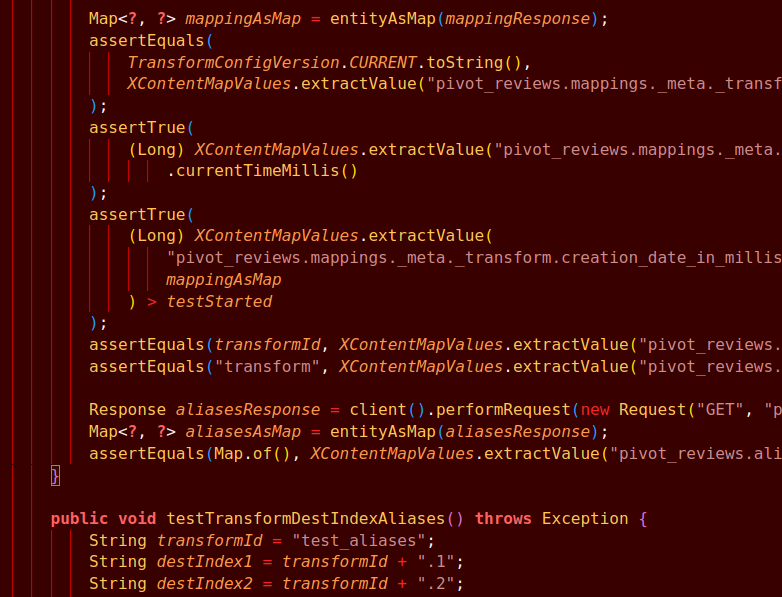 Map<?, ?> mappingAsMap = entityAsMap(mappingResponse);
assertEquals(
TransformConfigVersion.CURRENT.toString(),
XContentMapValues.extractValue("pivot_reviews.mappings._meta._transf
);
assertTrue(
(Long) XContentMapValues.extractValue("pivot_reviews.mappings._meta.
.currentTimeMillis()
);
assertTrue(
(Long) XContentMapValues.extractValue(
"pivot_reviews.mappings._meta._transform.creation_date_in_millis
mappingAsMap
) > testStarted
);
assertEquals(transformId, XContentMapValues.extractValue("pivot_reviews.
assertEquals("transform", XContentMapValues.extractValue("pivot_reviews.
Response aliasesResponse = client().performRequest(new Request("GET", "p
Map<?, ?> aliasesAsMap = entityAsMap(aliasesResponse);
assertEquals(Map.of(), XContentMapValues.extractValue("pivot_reviews.ali
}
public void testTransformDestIndexAliases() throws Exception {
String transformId = "test_aliases";
String destIndex1 = transformId + ".1";
String destIndex2 = transformId + ".2";